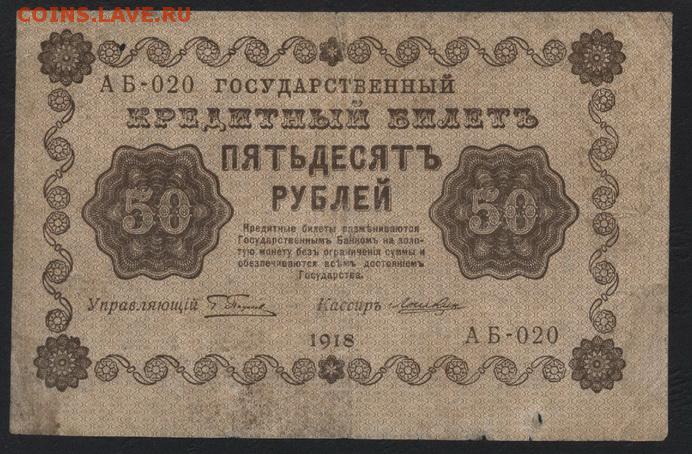 COINS.LAVE.RU
АБ-020 ГОСУДАРСТВЕННЫЙ
КРЕДИТНЫЙ БИЛЕТЪ
ПЯТЬДЕСЯТЪ
РУБЛЕЙ
50 50
Кредитные билеты размѣниваются
Государственнымъ Банкомъ на золо-
тую монету безъ ограниченія суммы и
обезпечиваются всѣмъ достояніемъ
Государства.
Управляющій Кассиръ
1918 АБ-020